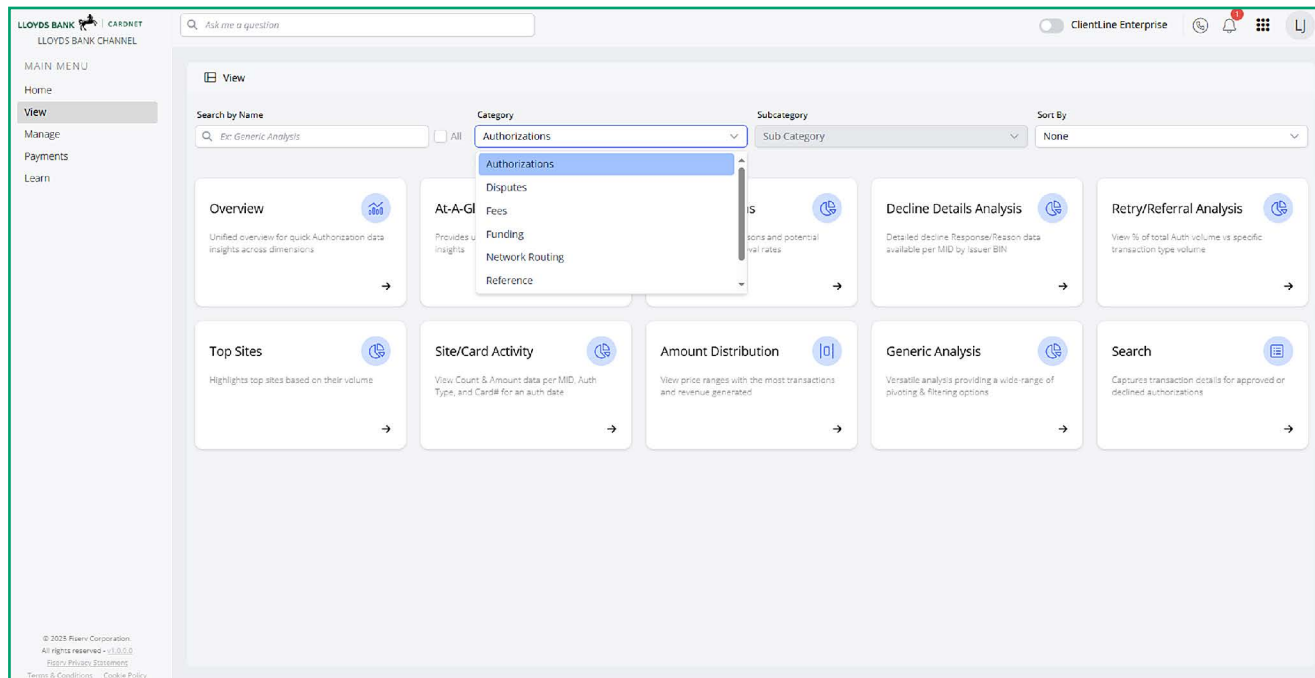 LLOYDS BANK | CARDNET
LLOYDS BANK CHANNEL
Ask me a question
ClientLine Enterprise
1
LJ
MAIN MENU
Home
View
Manage
Payments
Learn
View
Search by Name
Category
Subcategory
Sort By
Ex: Generic Analysis
All
Authorizations
Sub Category
None
Authorizations
Disputes
Fees
Funding
Network Routing
Reference
Overview
Unified overview for quick Authorization data
insights across dimensions
At-A-Gl
Provides u
insights
s
sons and potential
val rates
Decline Details Analysis
Detailed decline Response/Reason data
available per MID by Issuer BIN
Retry/Referral Analysis
View % of total Auth volume vs specific
transaction type volume
Top Sites
Highlights top sites based on their volume
Site/Card Activity
View Count & Amount data per MID, Auth
Type, and Card# for an auth date
Amount Distribution
View price ranges with the most transactions
and revenue generated
Generic Analysis
Versatile analysis providing a wide-range of
pivoting & filtering options
Search
Captures transaction details for approved or
declined authorizations
© 2025 Fiserv Corporation
All rights reserved - v1.0.0.0
Fiserv Privacy Statement
Terms & Conditions Cookie Policy